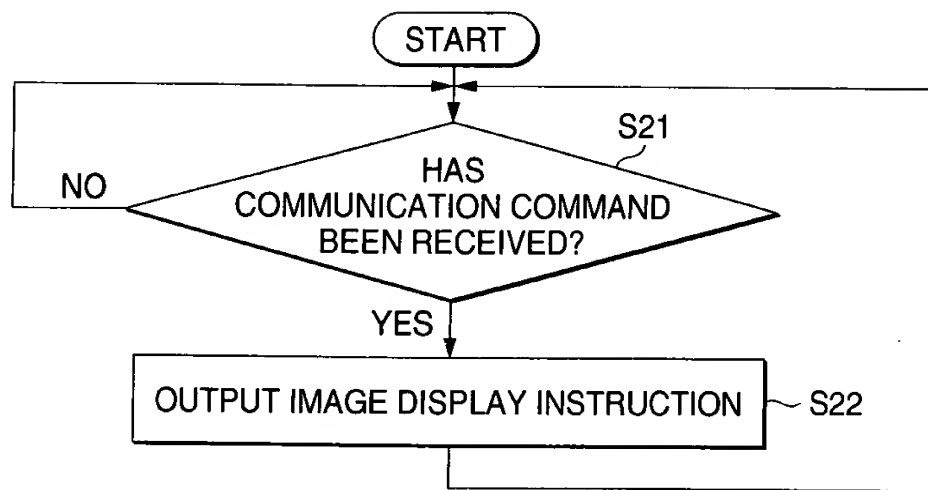 START
S21
HAS
COMMUNICATION COMMAND
BEEN RECEIVED?
NO
YES
OUTPUT IMAGE DISPLAY INSTRUCTION
S22